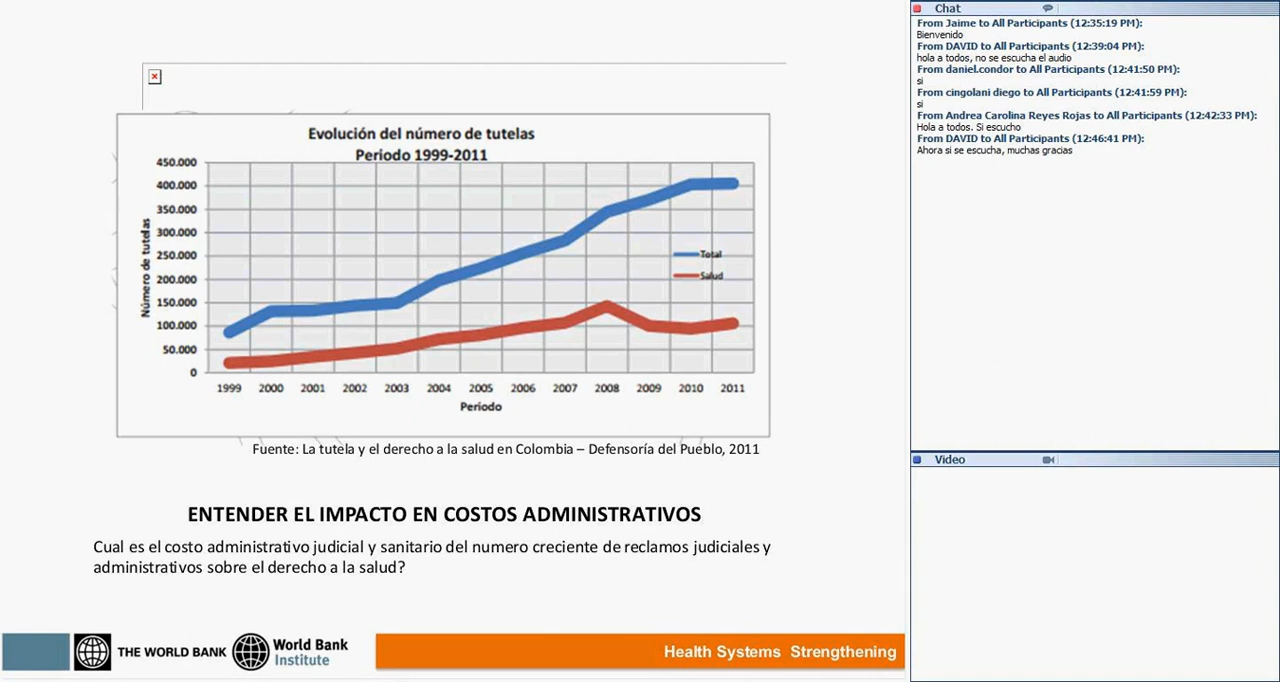 Evolución del número de tutelas
Periodo 1999-2011
450.000
400.000
350.000
300.000
250.000
200.000
150.000
100.000
50.000
0
Número de tutelas
Total
Salud
1999 2000 2001 2002 2003 2004 2005 2006 2007 2008 2009 2010 2011
Periodo
Fuente: La tutela y el derecho a la salud en Colombia – Defensoría del Pueblo, 2011
ENTENDER EL IMPACTO EN COSTOS ADMINISTRATIVOS
Cual es el costo administrativo judicial y sanitario del numero creciente de reclamos judiciales y
administrativos sobre el derecho a la salud?
THE WORLD BANK
World Bank
Institute
Health Systems Strengthening
Chat
From Jaime to All Participants (12:35:19 PM):
Bienvenido
From DAVID to All Participants (12:39:04 PM):
hola a todos, no se escucha el audio
From daniel.condor to All Participants (12:41:50 PM):
si
From cingolani diego to All Participants (12:41:59 PM):
si
From Andrea Carolina Reyes Rojas to All Participants (12:42:33 PM):
Hola a todos. Si escucho
From DAVID to All Participants (12:46:41 PM):
Ahora si se escucha, muchas gracias
Video